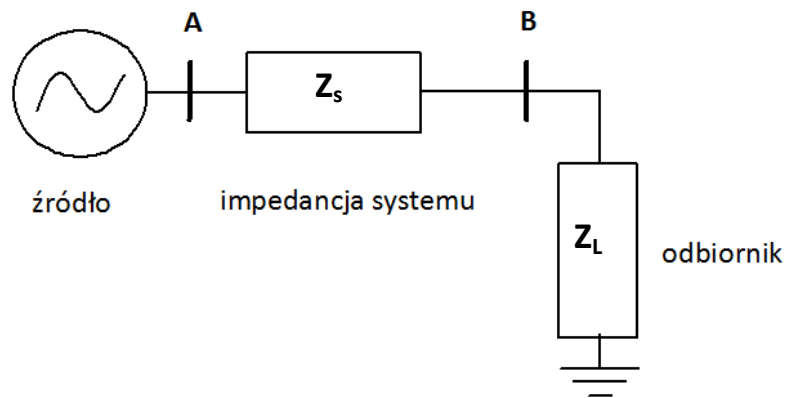 A
B
Zs
źródło
impedancja systemu
ZL
odbiornik